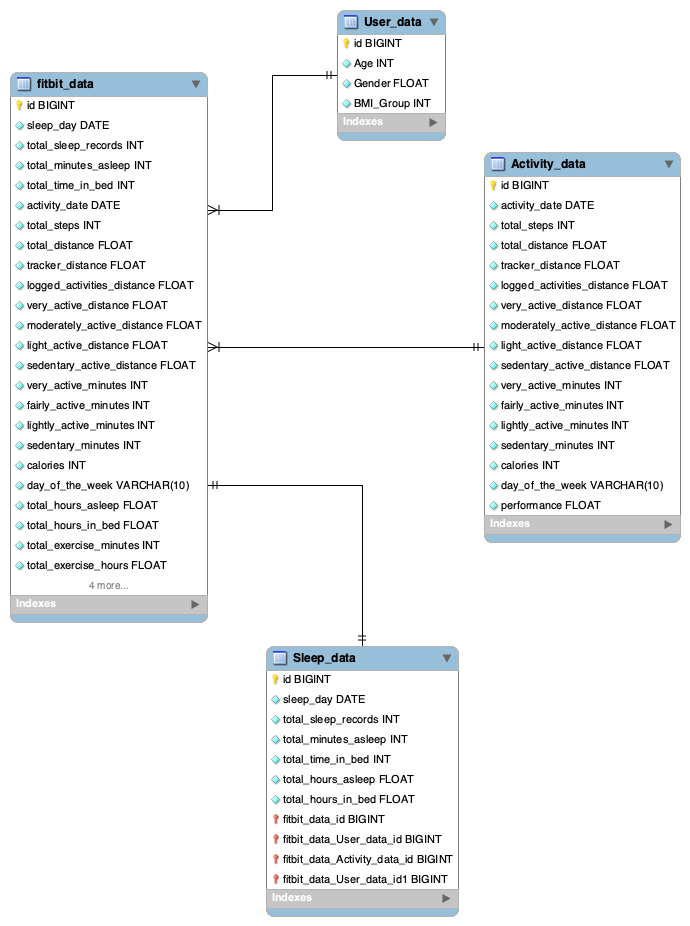 User_data
id BIGINT
Age INT
Gender FLOAT
BMI_Group INT
Indexes
fitbit_data
id BIGINT
sleep_day DATE
total_sleep_records INT
total_minutes_asleep INT
total_time_in_bed INT
activity_date DATE
total_steps INT
total_distance FLOAT
tracker_distance FLOAT
logged_activities_distance FLOAT
very_active_distance FLOAT
moderately_active_distance FLOAT
light_active_distance FLOAT
sedentary_active_distance FLOAT
very_active_minutes INT
fairly_active_minutes INT
lightly_active_minutes INT
sedentary_minutes INT
calories INT
day_of_the_week VARCHAR(10)
total_hours_asleep FLOAT
total_hours_in_bed FLOAT
total_exercise_minutes INT
total_exercise_hours FLOAT
4 more...
Indexes
Activity_data
id BIGINT
activity_date DATE
total_steps INT
total_distance FLOAT
tracker_distance FLOAT
logged_activities_distance FLOAT
very_active_distance FLOAT
moderately_active_distance FLOAT
light_active_distance FLOAT
sedentary_active_distance FLOAT
very_active_minutes INT
fairly_active_minutes INT
lightly_active_minutes INT
sedentary_minutes INT
calories INT
day_of_the_week VARCHAR(10)
performance FLOAT
Indexes
Sleep_data
id BIGINT
sleep_day DATE
total_sleep_records INT
total_minutes_asleep INT
total_time_in_bed INT
total_hours_asleep FLOAT
total_hours_in_bed FLOAT
fitbit_data_id BIGINT
fitbit_data_User_data_id BIGINT
fitbit_data_Activity_data_id BIGINT
fitbit_data_User_data_id1 BIGINT
Indexes